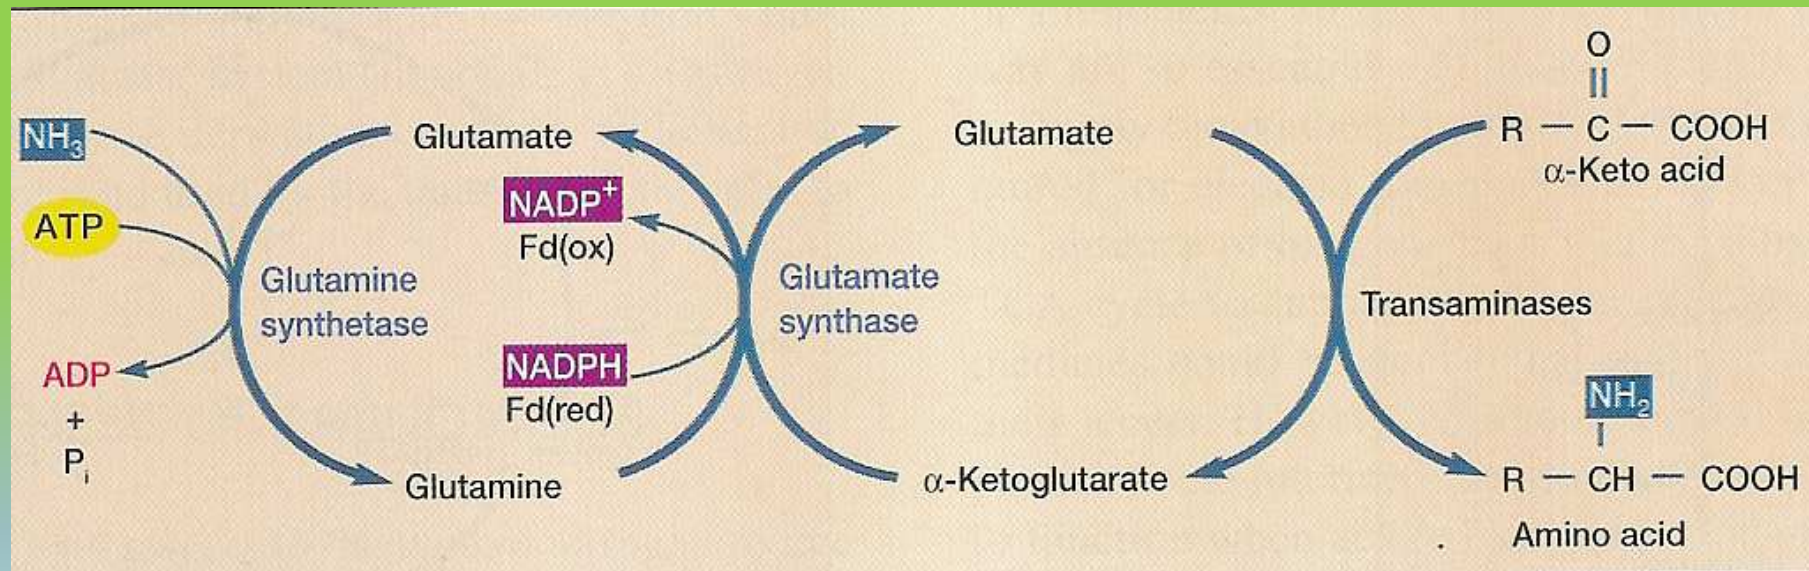 NH₃
ATP
ADP
+
Pᵢ
Glutamate
Glutamine
synthetase
Glutamine
NADP⁺
Fd(ox)
NADPH
Fd(red)
Glutamate
synthase
Glutamate
α-Ketoglutarate
Transaminases
O
R — C — COOH
α-Keto acid
NH₂
R — CH — COOH
Amino acid